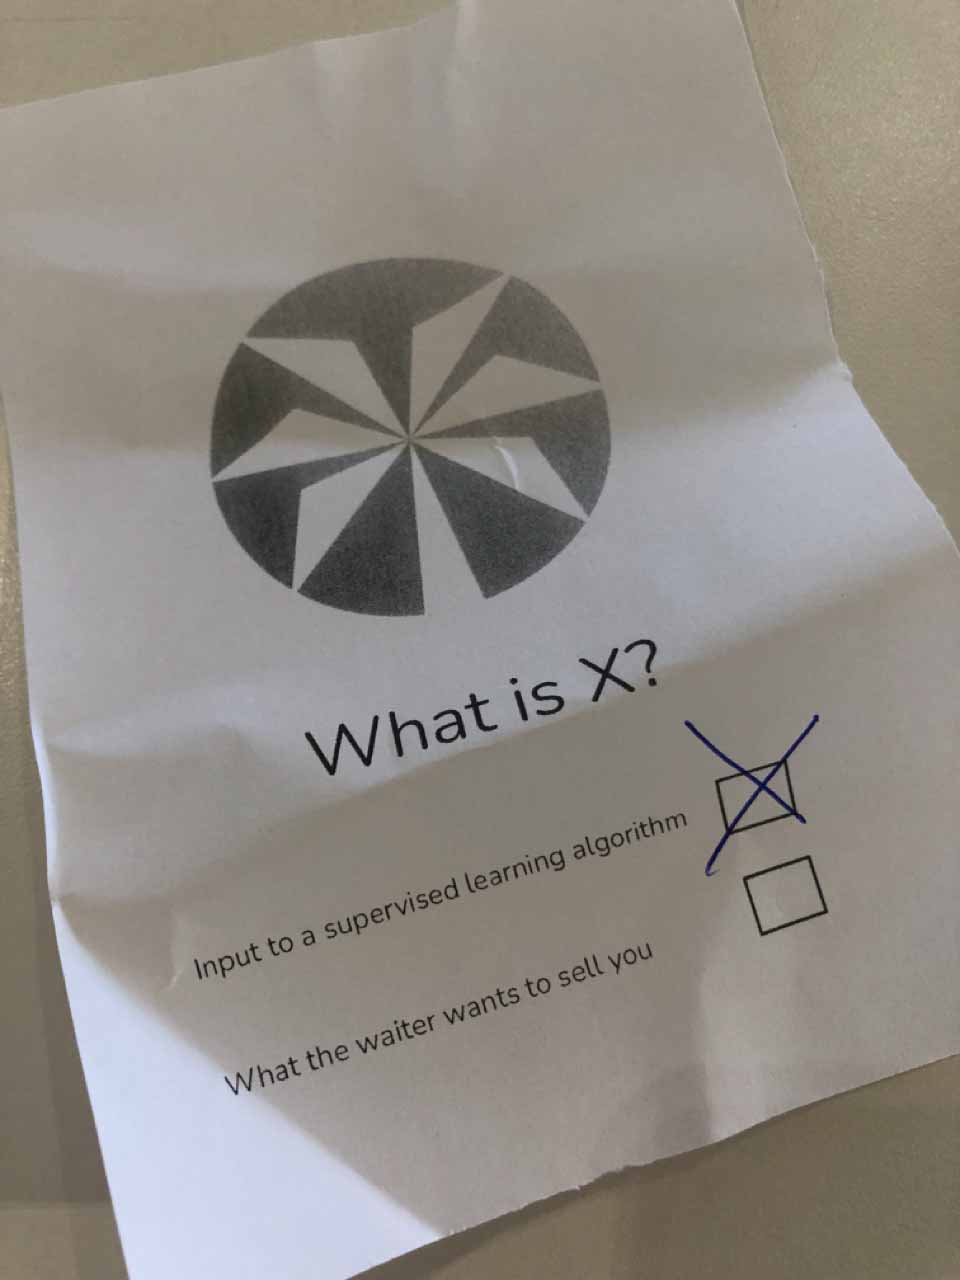 What is X?
Input to a supervised learning algorithm
What the waiter wants to sell you